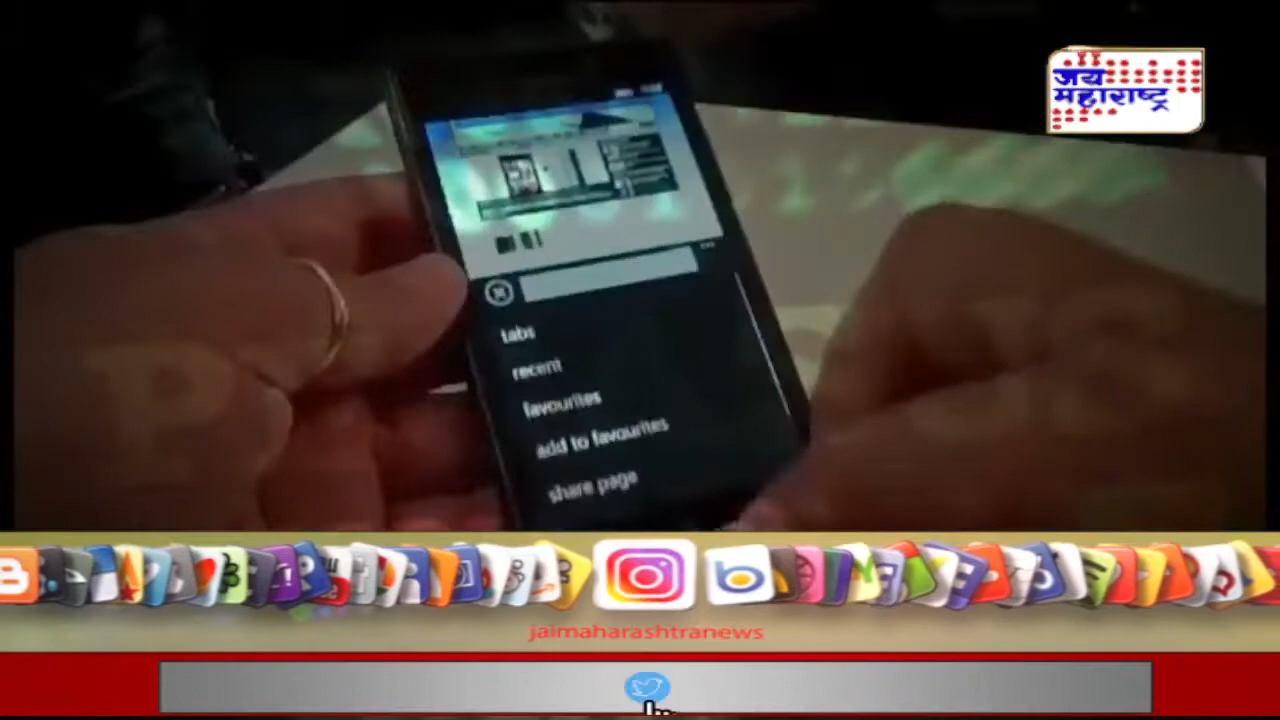 जय
महाराष्ट्र
tabs
recent
favourites
add to favourites
share page
jaimaharashtranews